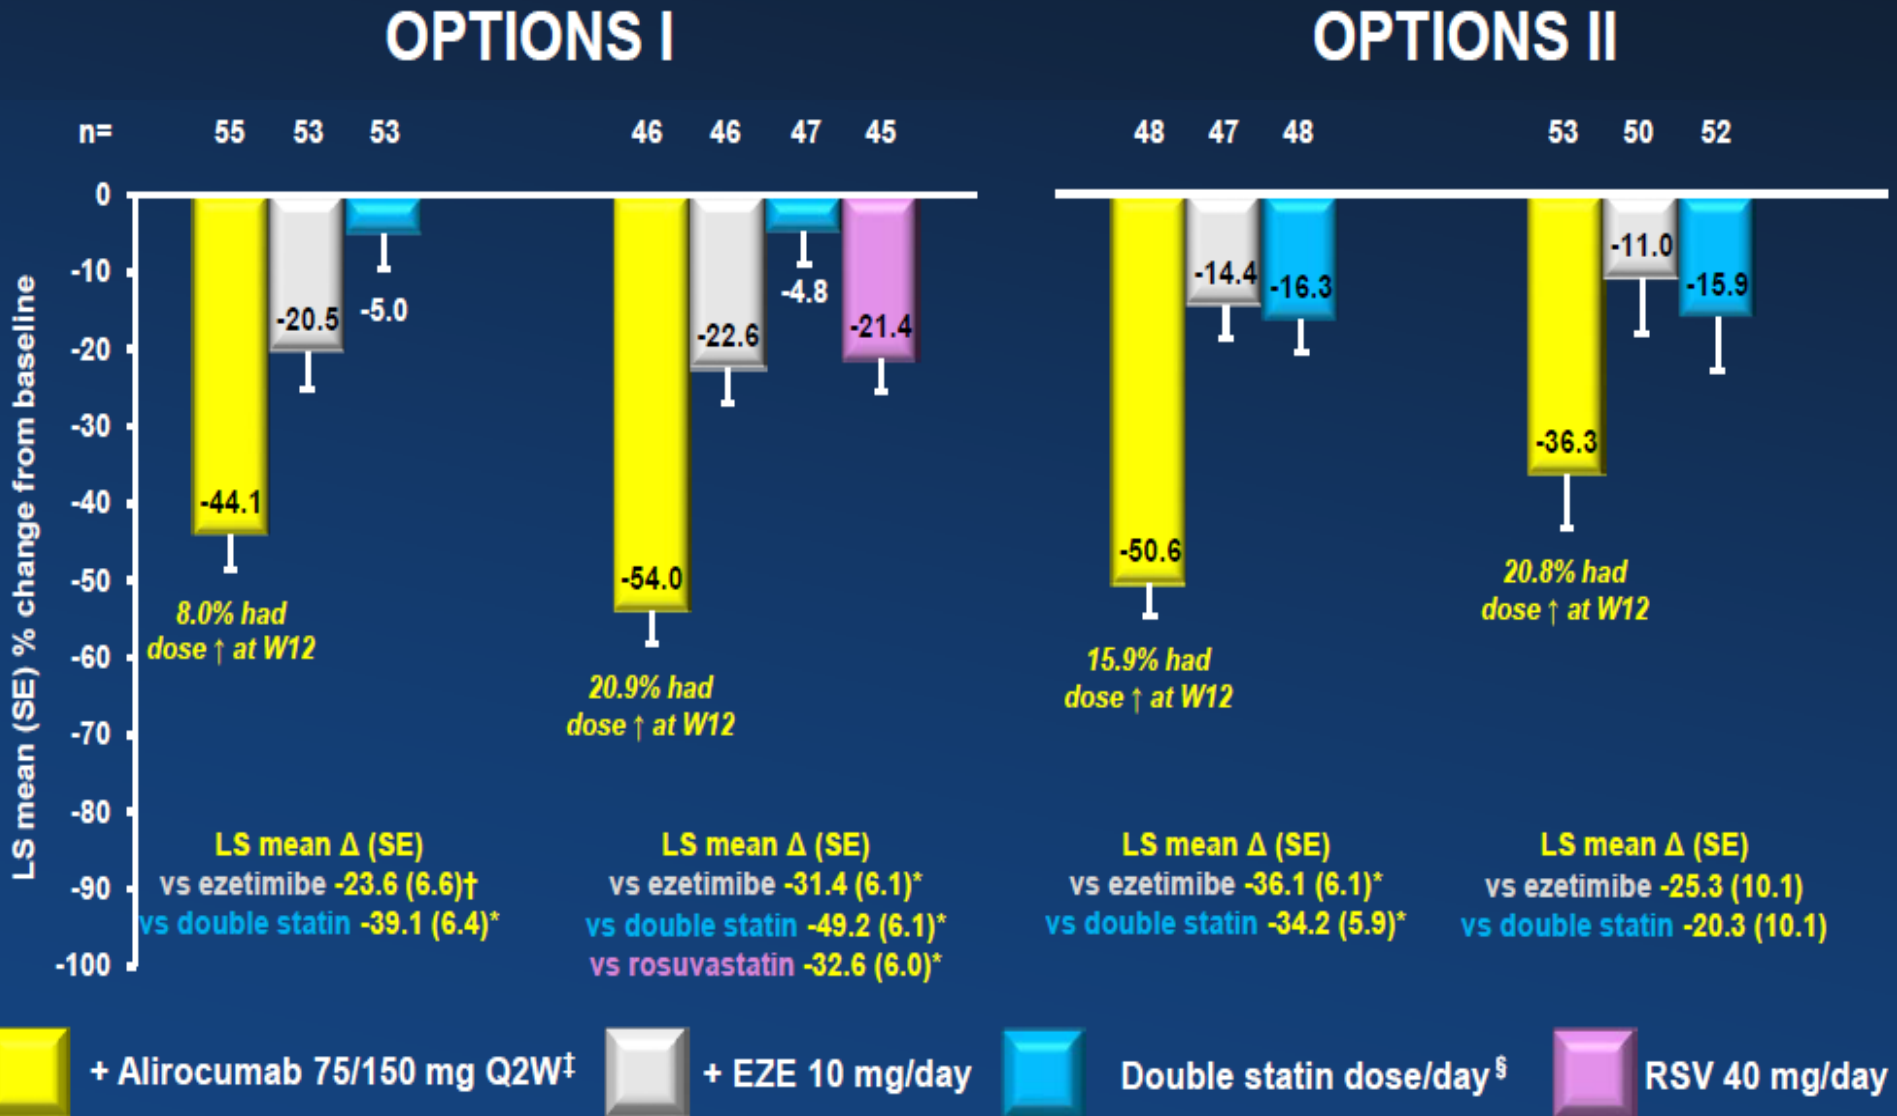 OPTIONS I
OPTIONS II
n= 55 53 53 46 46 47 45 48 47 48 53 50 52
LS mean (SE) % change from baseline
0
-10
-20
-30
-40
-50
-60
-70
-80
-90
-100
-44.1
-20.5
-5.0
-54.0
-22.6
-4.8
-21.4
-50.6
-14.4
-16.3
-36.3
-11.0
-15.9
8.0% had
dose ↑ at W12
20.9% had
dose ↑ at W12
15.9% had
dose ↑ at W12
20.8% had
dose ↑ at W12
LS mean Δ (SE)
vs ezetimibe -23.6 (6.6)†
vs double statin -39.1 (6.4)*
LS mean Δ (SE)
vs ezetimibe -31.4 (6.1)*
vs double statin -49.2 (6.1)*
vs rosuvastatin -32.6 (6.0)*
LS mean Δ (SE)
vs ezetimibe -36.1 (6.1)*
vs double statin -34.2 (5.9)*
LS mean Δ (SE)
vs ezetimibe -25.3 (10.1)
vs double statin -20.3 (10.1)
+ Alirocumab 75/150 mg Q2W‡
+ EZE 10 mg/day
Double statin dose/day§
RSV 40 mg/day